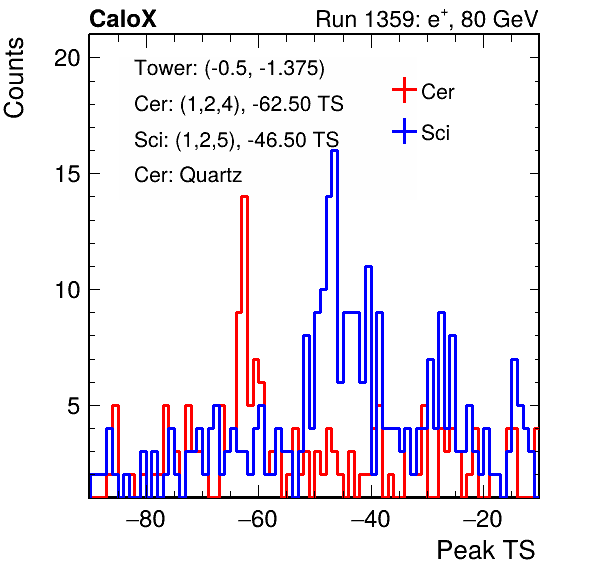 CaloX Run 1359: e⁺, 80 GeV
Counts
20
15
10
5
Tower: (-0.5, -1.375)
Cer: (1,2,4), -62.50 TS
Sci: (1,2,5), -46.50 TS
Cer: Quartz
Cer
Sci
−80 −60 −40 −20
Peak TS